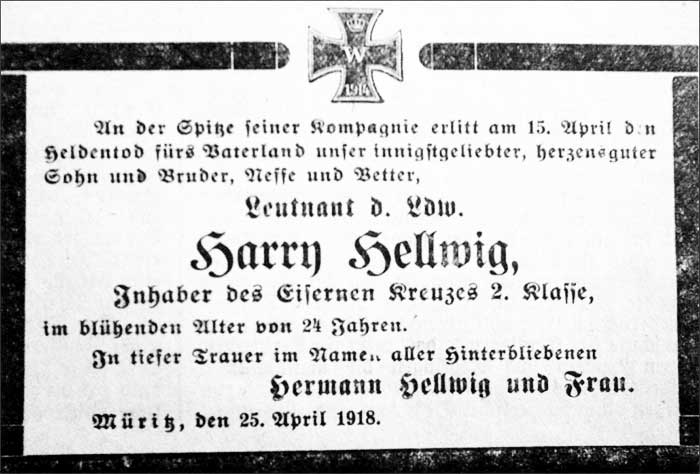 W
1914
An der Spitze seiner Kompagnie erlitt am 15. April den
Heldentod fürs Vaterland unser innigstgeliebter, herzensguter
Sohn und Bruder, Neffe und Vetter,
Leutnant d. Ldw.
Harry Hellwig,
Inhaber des Eisernen Kreuzes 2. Klasse,
im blühenden Alter von 24 Jahren.
In tiefer Trauer im Namen aller Hinterbliebenen
Hermann Hellwig und Frau.
Müritz, den 25. April 1918.